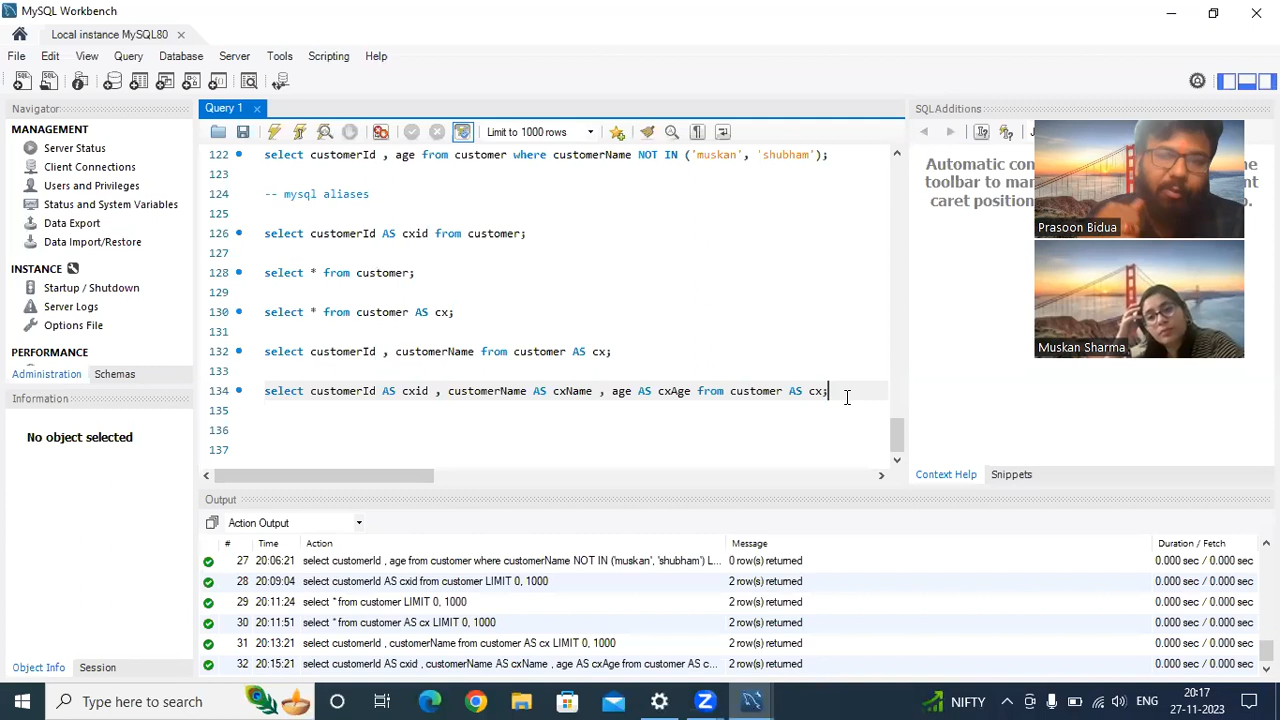 MySQL Workbench
Local instance MySQL80
File Edit View Query Database Server Tools Scripting Help
Navigator
MANAGEMENT
Server Status
Client Connections
Users and Privileges
Status and System Variables
Data Export
Data Import/Restore
INSTANCE
Startup / Shutdown
Server Logs
Options File
PERFORMANCE
Administration Schemas
Information
No object selected
Object Info Session
Query 1
Limit to 1000 rows
122 select customerId , age from customer where customerName NOT IN ('muskan', 'shubham');
123
124 -- mysql aliases
125
126 select customerId AS cxid from customer;
127
128 select * from customer;
129
130 select * from customer AS cx;
131
132 select customerId , customerName from customer AS cx;
133
134 select customerId AS cxid , customerName AS cxName , age AS cxAge from customer AS cx;
135
136
137
SQLAdditions
Automatic con
toolbar to mar
caret position
Prasoon Bidua
Muskan Sharma
Context Help Snippets
Output
Action Output
# Time Action Message Duration / Fetch
27 20:06:21 select customerId , age from customer where customerName NOT IN ('muskan', 'shubham') L... 0 row(s) returned 0.000 sec / 0.000 sec
28 20:09:04 select customerId AS cxid from customer LIMIT 0, 1000 2 row(s) returned 0.000 sec / 0.000 sec
29 20:11:24 select * from customer LIMIT 0, 1000 2 row(s) returned 0.000 sec / 0.000 sec
30 20:11:51 select * from customer AS cx LIMIT 0, 1000 2 row(s) returned 0.000 sec / 0.000 sec
31 20:13:21 select customerId , customerName from customer AS cx LIMIT 0, 1000 2 row(s) returned 0.000 sec / 0.000 sec
32 20:15:21 select customerId AS cxid , customerName AS cxName , age AS cxAge from customer AS c... 2 row(s) returned 0.000 sec / 0.000 sec
Type here to search
NIFTY
ENG
20:17
27-11-2023